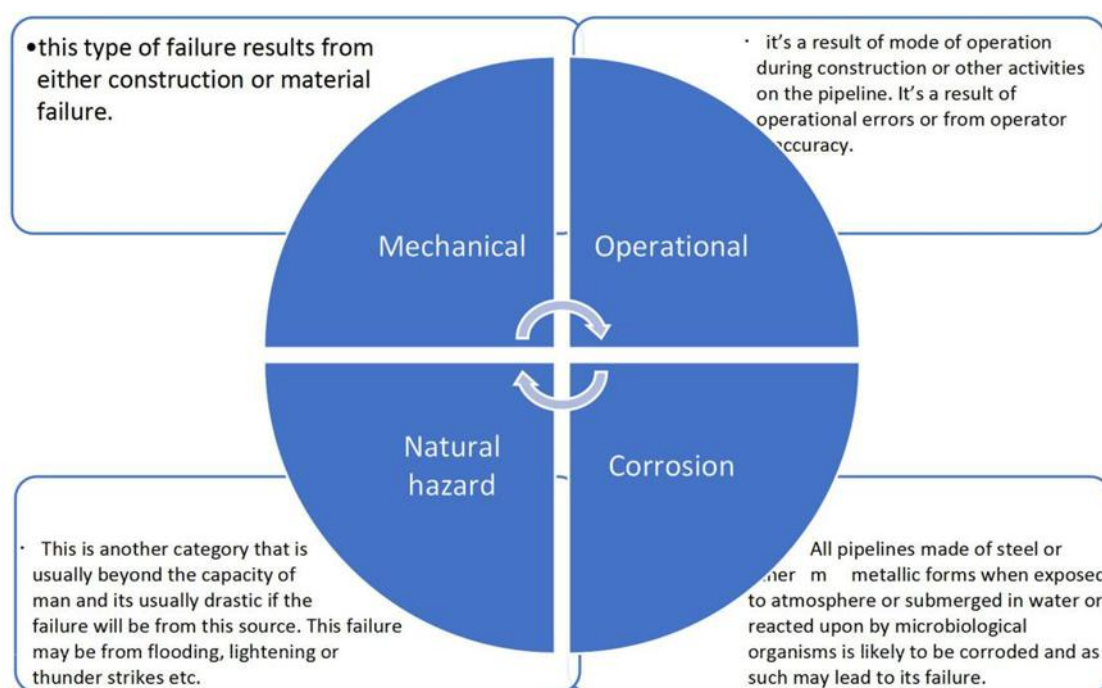 •this type of failure results from
either construction or material
failure.
· it's a result of mode of operation
during construction or other activities
on the pipeline. It's a result of
operational errors or from operator
accuracy.
Mechanical
Operational
Natural
hazard
Corrosion
· This is another category that is
usually beyond the capacity of
man and its usually drastic if the
failure will be from this source. This failure
may be from flooding, lightening or
thunder strikes etc.
All pipelines made of steel or
m metallic forms when exposed
to atmosphere or submerged in water or
reacted upon by microbiological
organisms is likely to be corroded and as
such may lead to its failure.